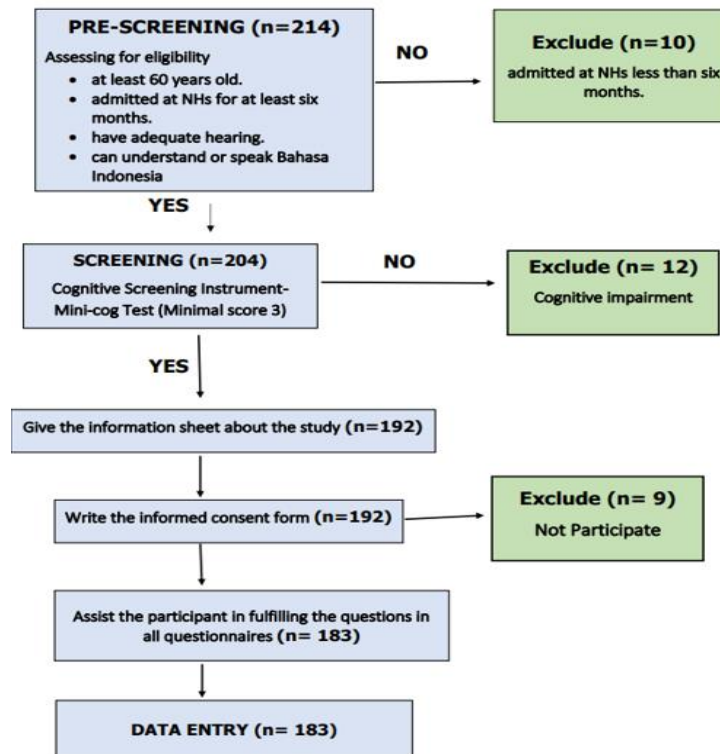 PRE-SCREENING (n=214)
Assessing for eligibility
• at least 60 years old.
• admitted at NHs for at least six
months.
• have adequate hearing.
• can understand or speak Bahasa
Indonesia
NO
Exclude (n=10)
admitted at NHs less than six
months.
YES
SCREENING (n=204)
Cognitive Screening Instrument-
Mini-cog Test (Minimal score 3)
NO
Exclude (n= 12)
Cognitive impairment
YES
Give the information sheet about the study (n=192)
Write the informed consent form (n=192)
Exclude (n= 9)
Not Participate
Assist the participant in fulfilling the questions in
all questionnaires (n= 183)
DATA ENTRY (n= 183)